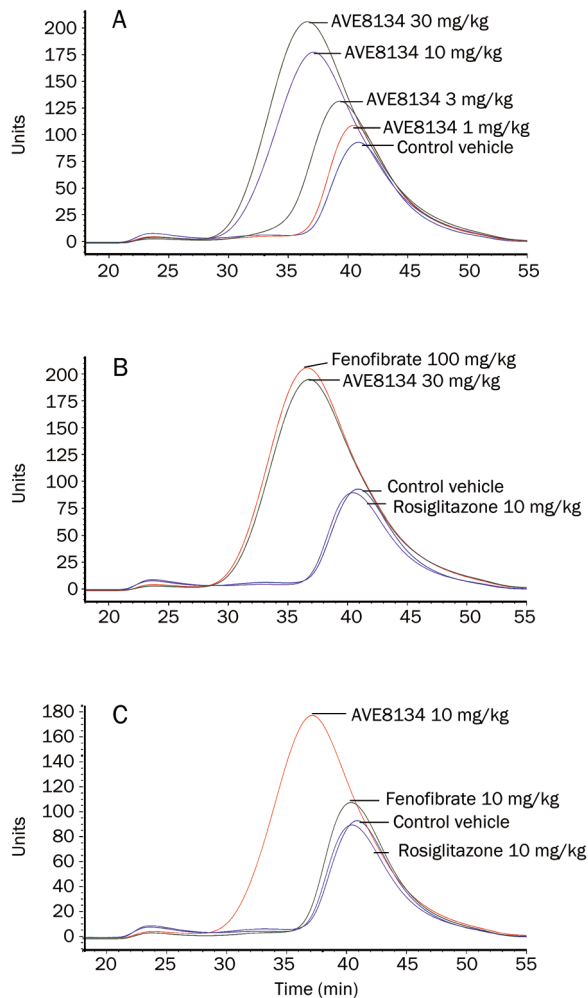 A
AVE8134 30 mg/kg
AVE8134 10 mg/kg
AVE8134 3 mg/kg
AVE8134 1 mg/kg
Control vehicle
Units
200
175
150
125
100
75
50
25
0
20 25 30 35 40 45 50 55
B
Fenofibrate 100 mg/kg
AVE8134 30 mg/kg
Control vehicle
Rosiglitazone 10 mg/kg
Units
200
175
150
125
100
75
50
25
0
20 25 30 35 40 45 50 55
C
AVE8134 10 mg/kg
Fenofibrate 10 mg/kg
Control vehicle
Rosiglitazone 10 mg/kg
Units
180
160
140
120
100
80
60
40
20
0
20 25 30 35 40 45 50 55
Time (min)